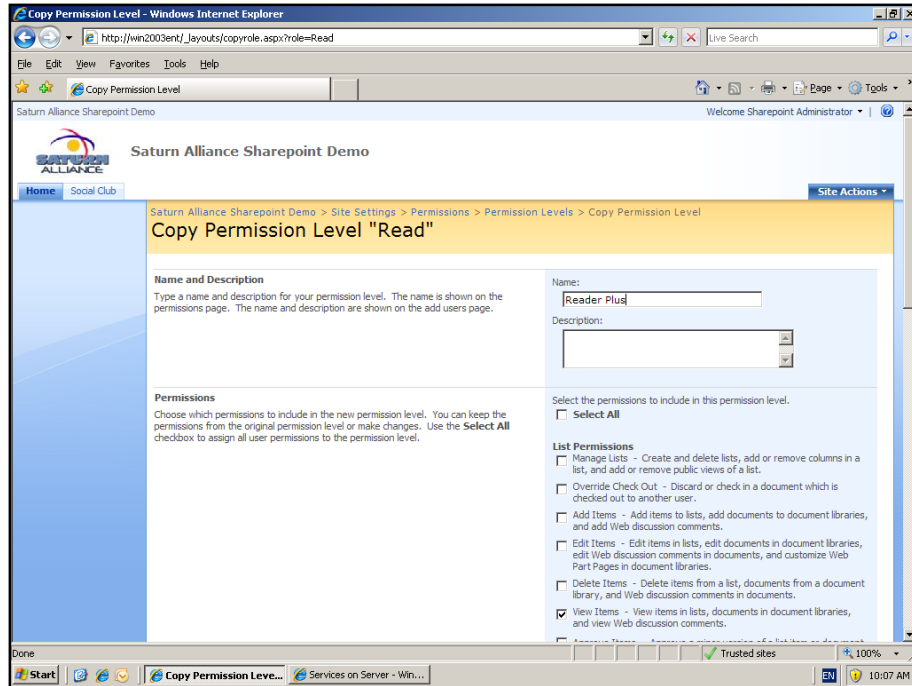 Copy Permission Level - Windows Internet Explorer
http://win2003ent/_layouts/copyrole.aspx?role=Read
Live Search
File Edit View Favorites Tools Help
Copy Permission Level
Page Tools
Saturn Alliance Sharepoint Demo
Welcome Sharepoint Administrator
SATURN
ALLIANCE
Saturn Alliance Sharepoint Demo
Home Social Club
Site Actions
Saturn Alliance Sharepoint Demo > Site Settings > Permissions > Permission Levels > Copy Permission Level
Copy Permission Level "Read"
Name and Description
Type a name and description for your permission level. The name is shown on the
permissions page. The name and description are shown on the add users page.
Name:
Reader Plus
Description:
Permissions
Choose which permissions to include in the new permission level. You can keep the
permissions from the original permission level or make changes. Use the Select All
checkbox to assign all user permissions to the permission level.
Select the permissions to include in this permission level.
Select All
List Permissions
Manage Lists - Create and delete lists, add or remove columns in a
list, and add or remove public views of a list.
Override Check Out - Discard or check in a document which is
checked out to another user.
Add Items - Add items to lists, add documents to document libraries,
and add Web discussion comments.
Edit Items - Edit items in lists, edit documents in document libraries,
edit Web discussion comments in documents, and customize Web
Part Pages in document libraries.
Delete Items - Delete items from a list, documents from a document
library, and Web discussion comments in documents.
View Items - View items in lists, documents in document libraries,
and view Web discussion comments.
Approve Items - Approve a minor version of a list item or document
Done
Trusted sites
100%
Start
Copy Permission Leve...
Services on Server - Win...
EN
10:07 AM